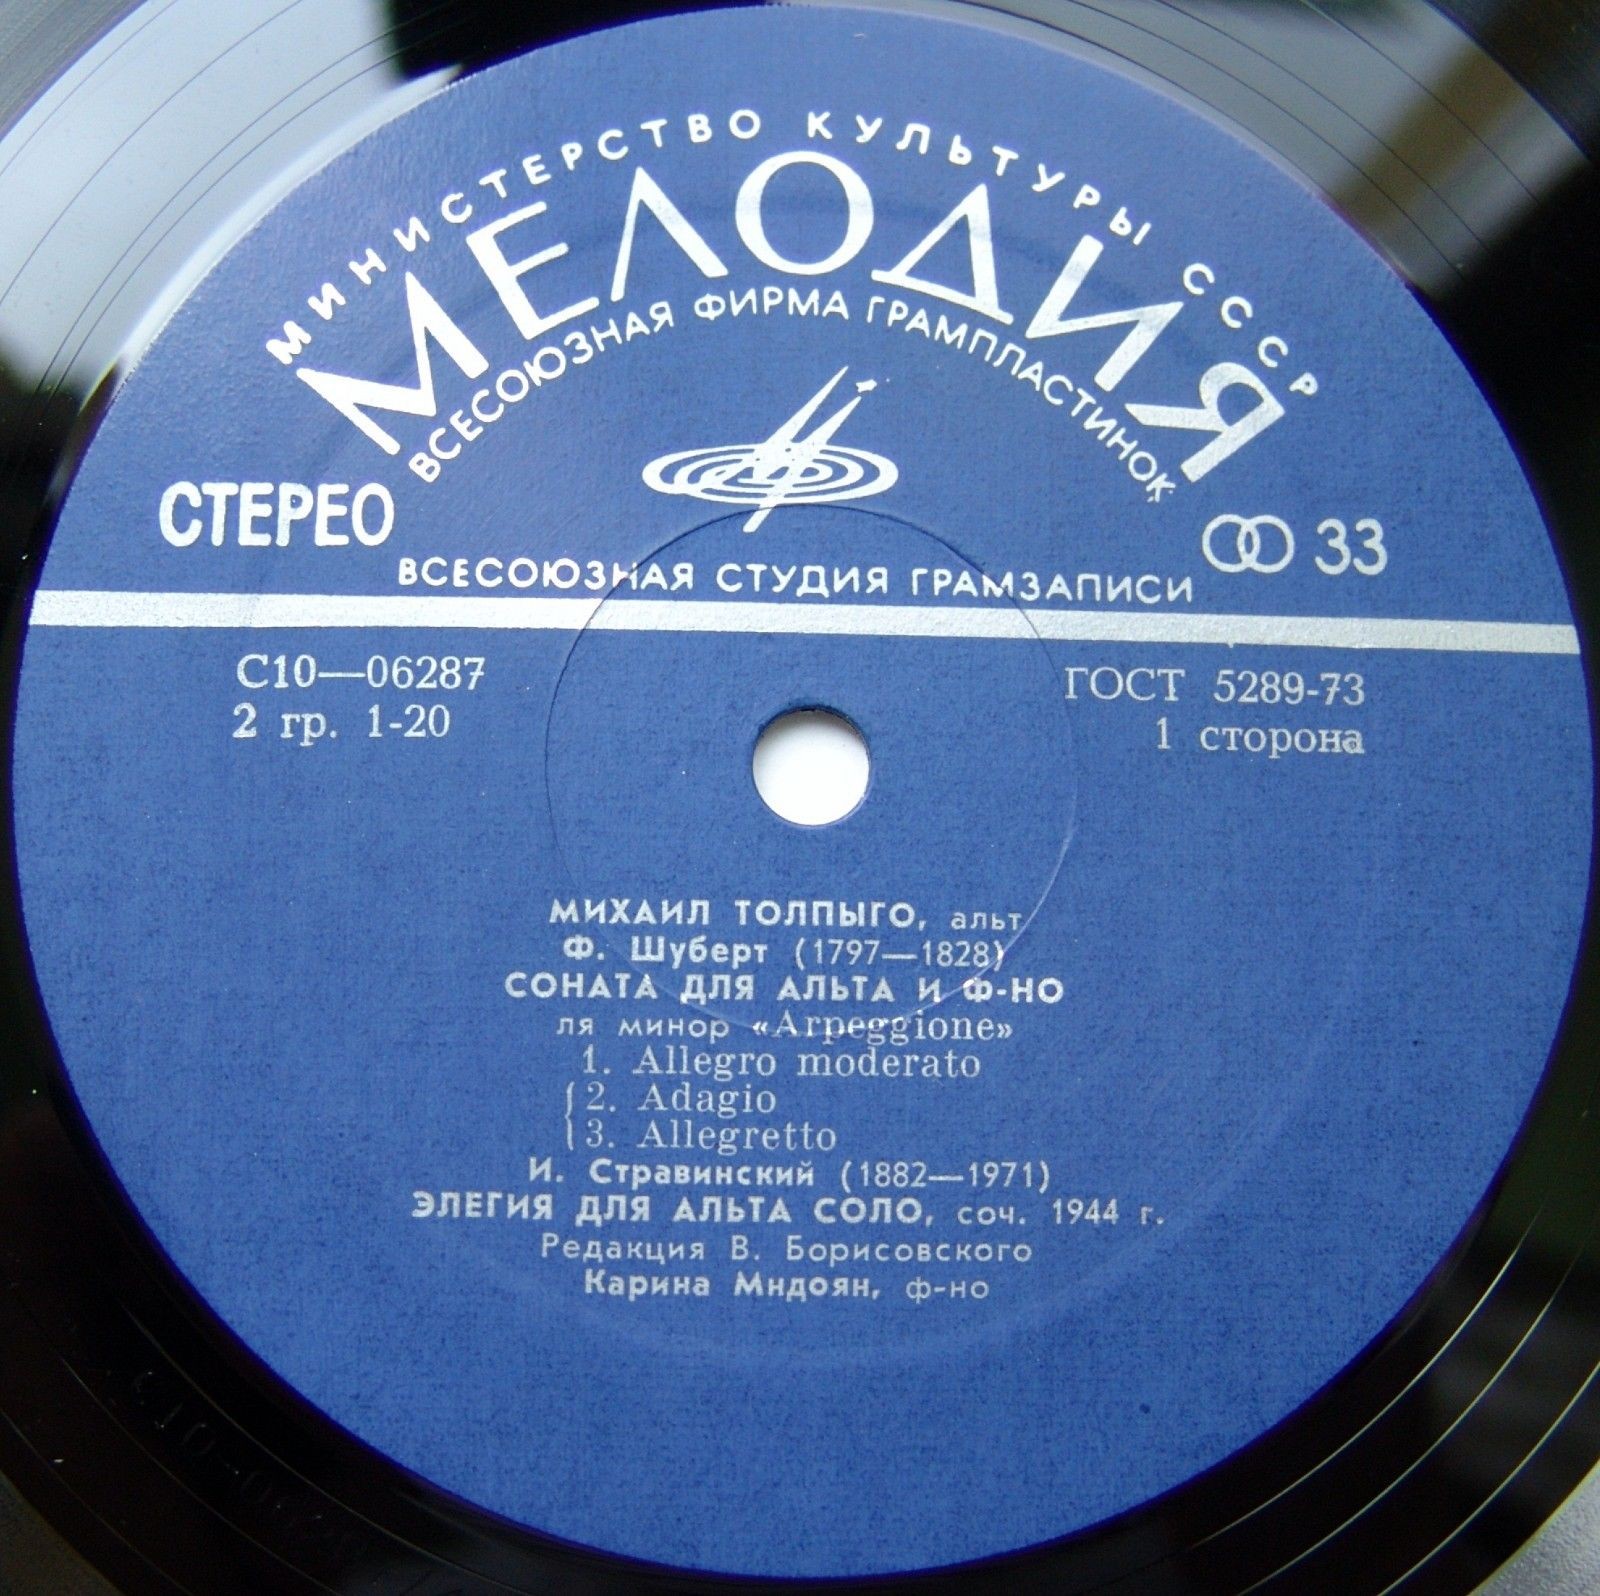 МИНИСТЕРСТВО КУЛЬТУРЫ СССР
МЕЛОДИЯ
ВСЕСОЮЗНАЯ ФИРМА ГРАМПЛАСТИНОК
СТЕРЕО
33
ВСЕСОЮЗНАЯ СТУДИЯ ГРАМЗАПИСИ
С10—06287
ГОСТ 5289-73
2 гр. 1-20
1 сторона
МИХАИЛ ТОЛПЫГО, альт
Ф. Шуберт (1797—1828)
СОНАТА ДЛЯ АЛЬТА И Ф-НО
ля минор «Arpeggione»
1. Allegro moderato
2. Adagio
3. Allegretto
И. Стравинский (1882—1971)
ЭЛЕГИЯ ДЛЯ АЛЬТА СОЛО, соч. 1944 г.
Редакция В. Борисовского
Карина Мндоян, ф-но